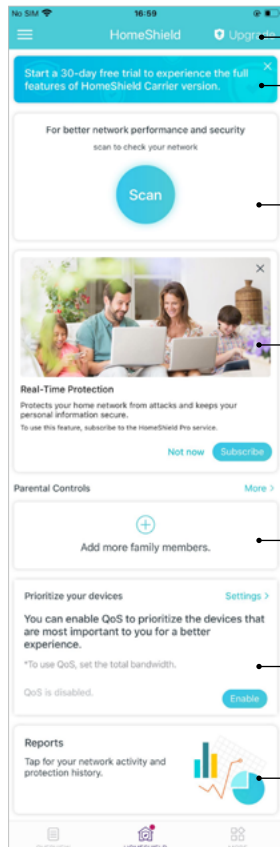 No SIM 16:59
HomeShield Upgrade
Start a 30-day free trial to experience the full
features of HomeShield Carrier version.
For better network performance and security
scan to check your network
Scan
Real-Time Protection
Protects your home network from attacks and keeps your
personal information secure.
To use this feature, subscribe to the HomeShield Pro service.
Not now Subscribe
Parental Controls More >
Add more family members.
Prioritize your devices Settings >
You can enable QoS to prioritize the devices that
are most important to you for a better
experience.
*To use QoS, set the total bandwidth.
QoS is disabled. Enable
Reports
Tap for your network activity and
protection history.